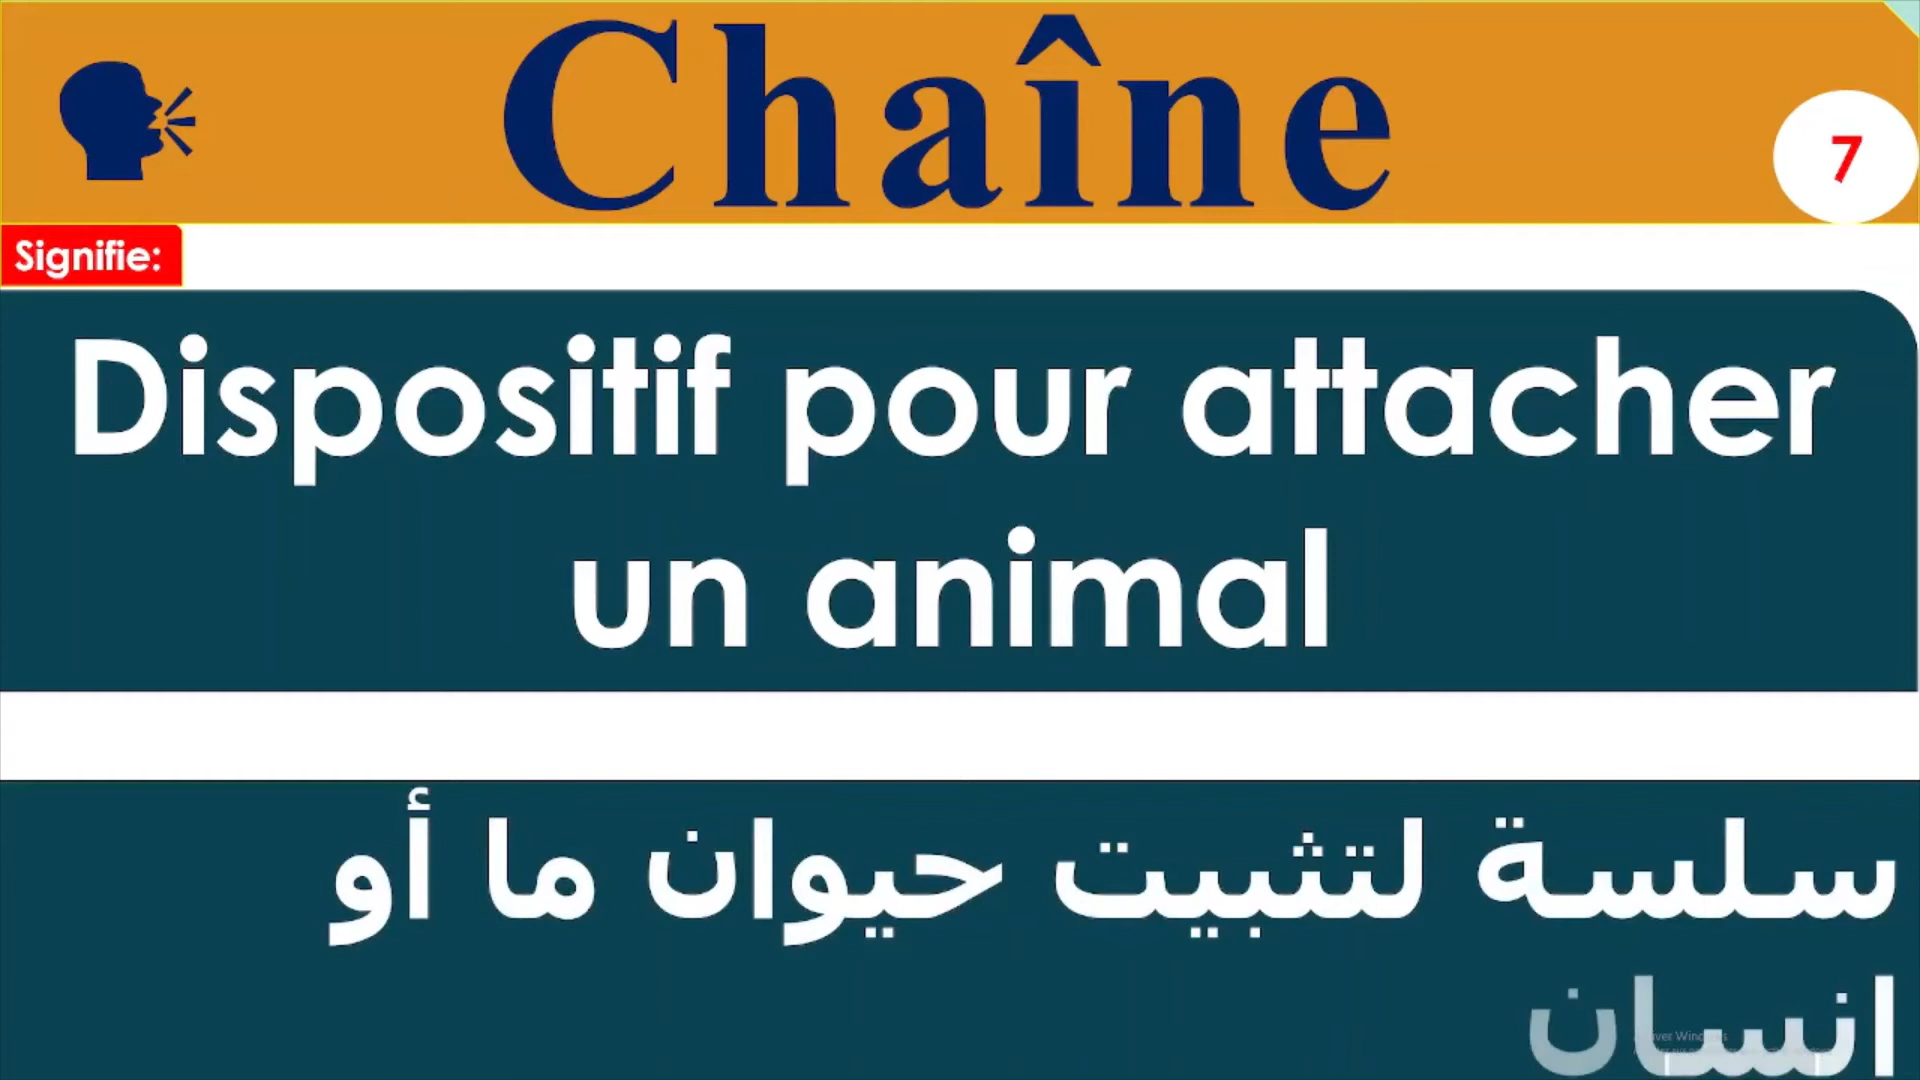 Chaîne
7
Signifie:
Dispositif pour attacher
un animal
سلسة لتثبيت حيوان ما أو
انسان